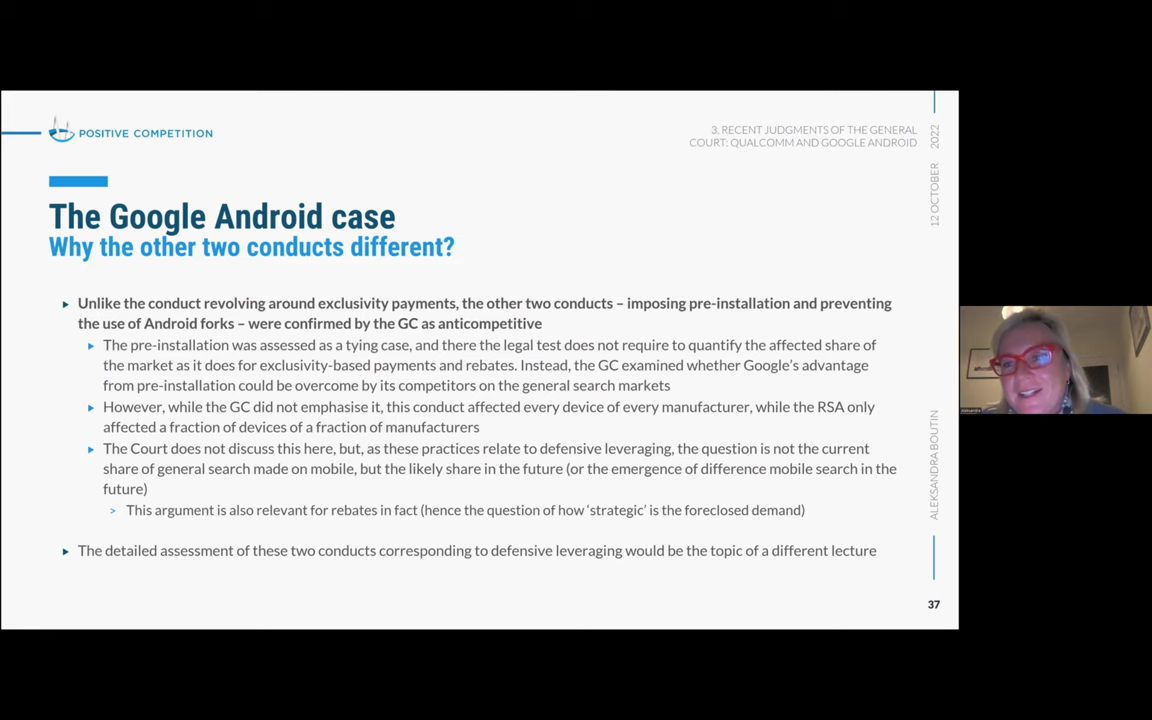 POSITIVE COMPETITION
3. RECENT JUDGMENTS OF THE GENERAL
COURT: QUALCOMM AND GOOGLE ANDROID
12 OCTOBER 2022
The Google Android case
Why the other two conducts different?
Unlike the conduct revolving around exclusivity payments, the other two conducts – imposing pre-installation and preventing
the use of Android forks – were confirmed by the GC as anticompetitive
The pre-installation was assessed as a tying case, and there the legal test does not require to quantify the affected share of
the market as it does for exclusivity-based payments and rebates. Instead, the GC examined whether Google's advantage
from pre-installation could be overcome by its competitors on the general search markets
However, while the GC did not emphasise it, this conduct affected every device of every manufacturer, while the RSA only
affected a fraction of devices of a fraction of manufacturers
The Court does not discuss this here, but, as these practices relate to defensive leveraging, the question is not the current
share of general search made on mobile, but the likely share in the future (or the emergence of difference mobile search in the
future)
> This argument is also relevant for rebates in fact (hence the question of how 'strategic' is the foreclosed demand)
The detailed assessment of these two conducts corresponding to defensive leveraging would be the topic of a different lecture
ALEKSANDRA BOUTIN
37